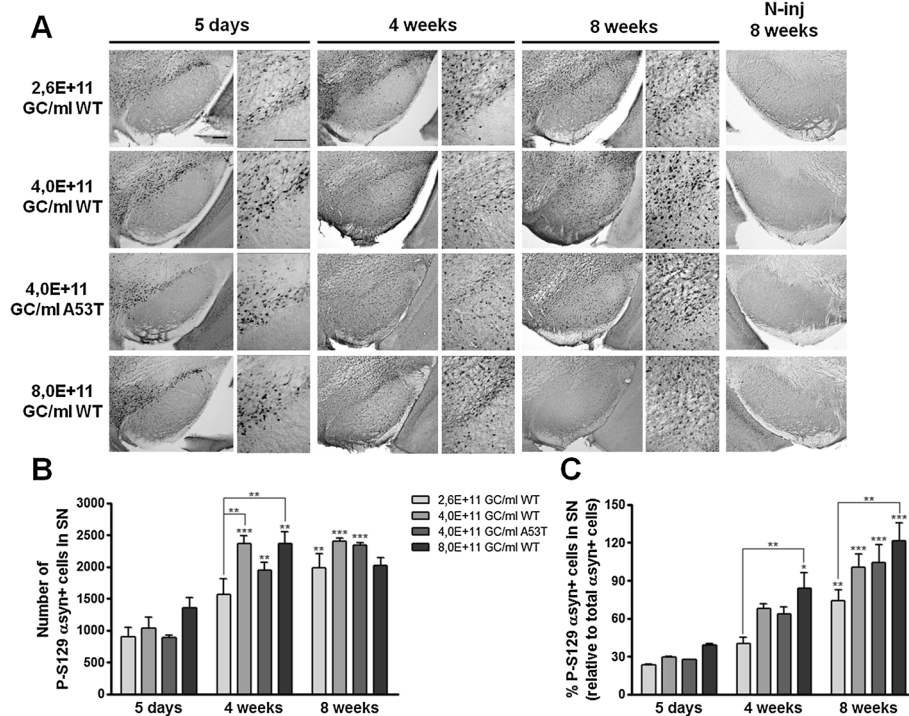 A
5 days
4 weeks
8 weeks
N-inj
8 weeks
2,6E+11
GC/ml WT
4,0E+11
GC/ml WT
4,0E+11
GC/ml A53T
8,0E+11
GC/ml WT
B
Number of
P-S129 αsyn+ cells in SN
3000
2500
2000
1500
1000
500
0
**
**
***
**
**
**
***
***
5 days
4 weeks
8 weeks
2,6E+11 GC/ml WT
4,0E+11 GC/ml WT
4,0E+11 GC/ml A53T
8,0E+11 GC/ml WT
C
% P-S129 αsyn+ cells in SN
(relative to total αsyn+ cells)
150
120
90
60
30
0
**
*
**
**
***
***
***
5 days
4 weeks
8 weeks